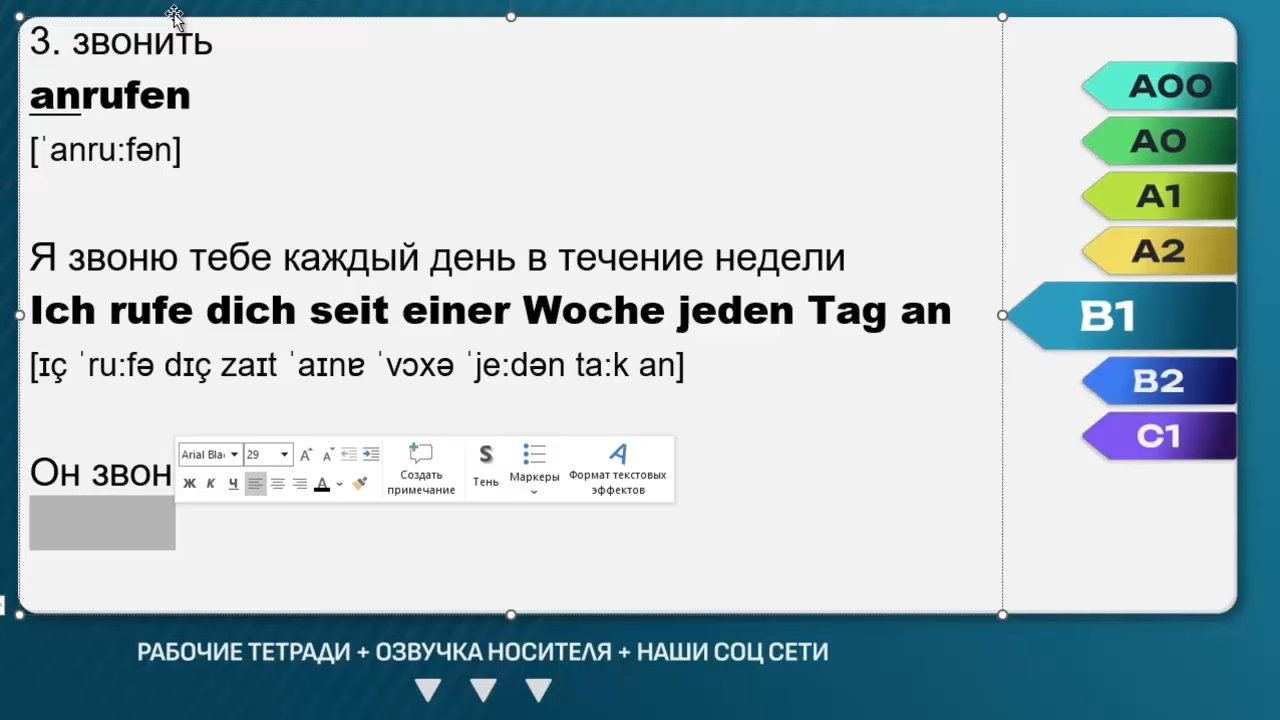 3. звонить
anrufen
[ˈanru:fən]
Я звоню тебе каждый день в течение недели
Ich rufe dich seit einer Woche jeden Tag an
[ɪç ˈru:fə dɪç zaɪt ˈaɪnɐ ˈvɔxə ˈje:dən ta:k an]
Он звон
Arial Bla
29
Ж К Ч А
Создать примечание
Тень
Маркеры
Формат текстовых эффектов
A00
A0
A1
A2
B1
B2
C1
РАБОЧИЕ ТЕТРАДИ + ОЗВУЧКА НОСИТЕЛЯ + НАШИ СОЦ СЕТИ